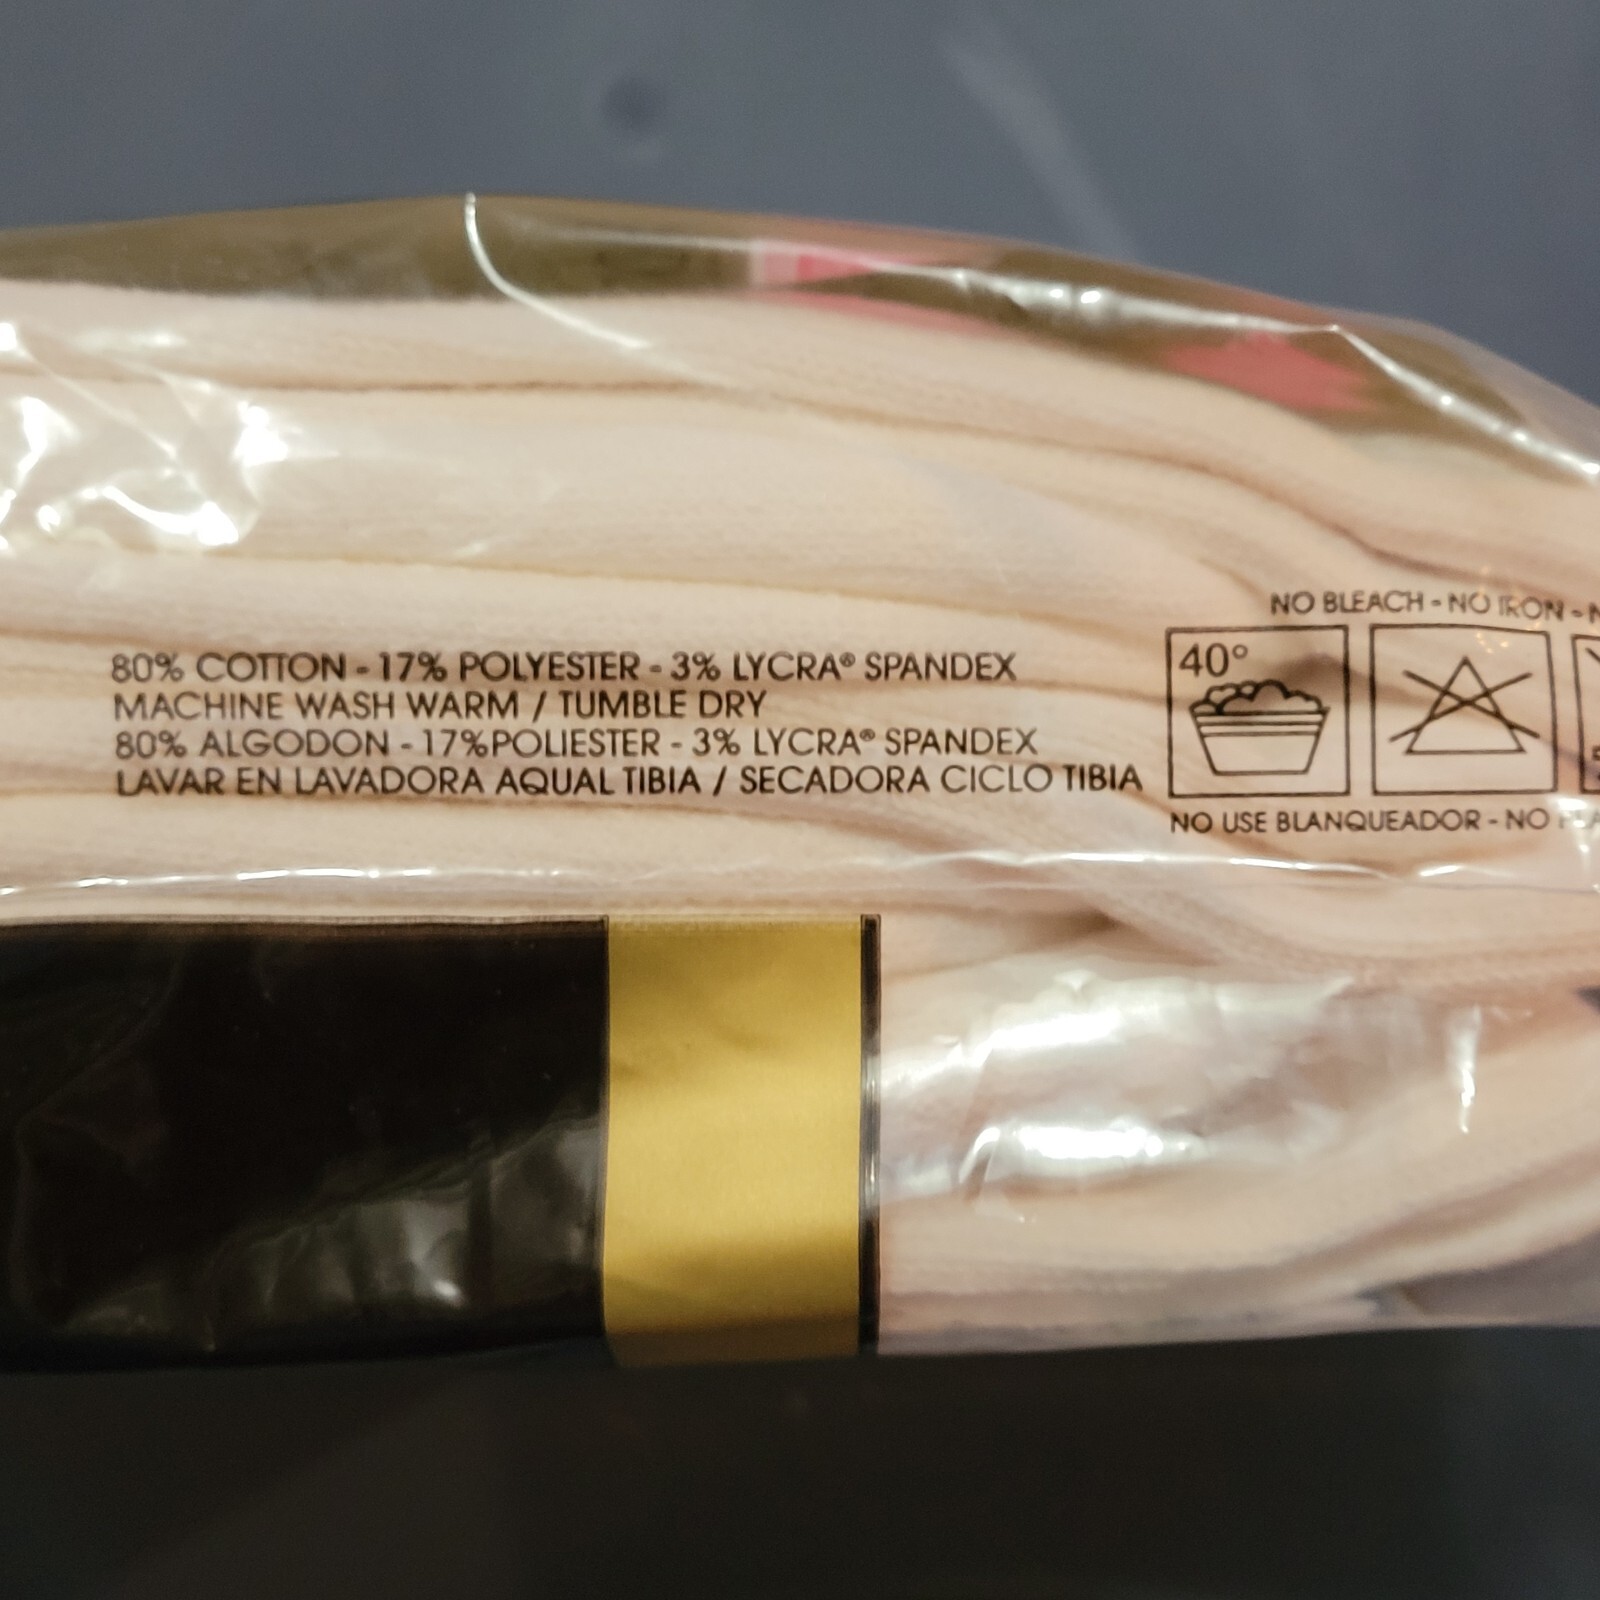 80% COTTON - 17% POLYESTER - 3% LYCRA® SPANDEX
MACHINE WASH WARM / TUMBLE DRY
80% ALGODON - 17%POLIESTER - 3% LYCRA® SPANDEX
LAVAR EN LAVADORA AQUAL TIBIA / SECADORA CICLO TIBIA
NO BLEACH - NO IRON -
40°
NO USE BLANQUEADOR - NO